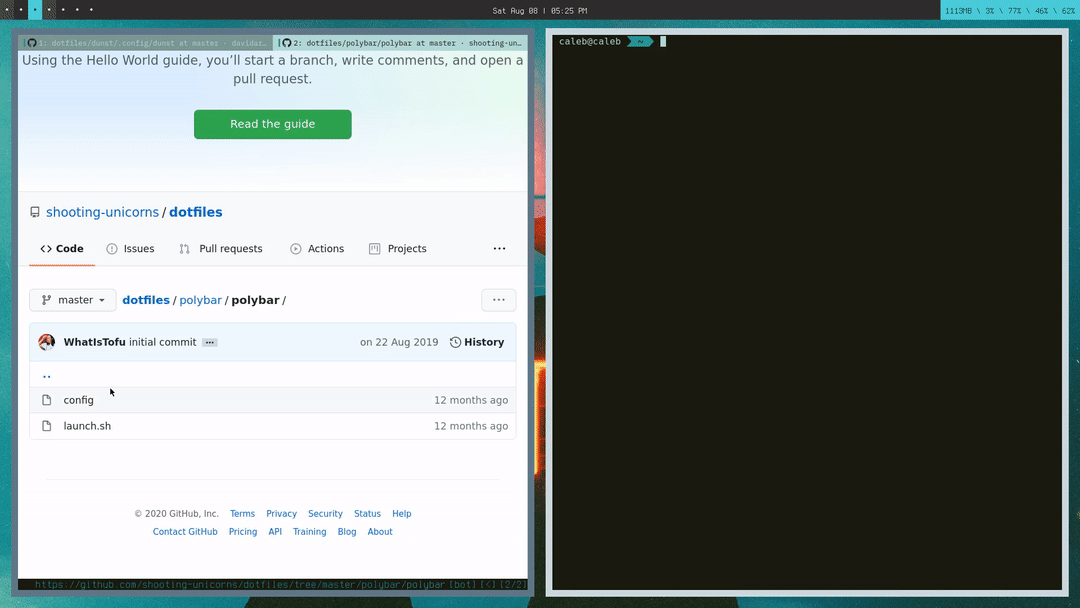 Sat Aug 08 | 05:25 PM
1113MB \ 3% \ 77% \ 46% \ 62%
1: dotfiles/dunst/.config/dunst at master · davidar…
2: dotfiles/polybar/polybar at master · shooting-un…
Using the Hello World guide, you’ll start a branch, write comments, and open a
pull request.
Read the guide
shooting-unicorns / dotfiles
Code Issues Pull requests Actions Projects ···
master dotfiles / polybar / polybar / ···
WhatIsTofu initial commit ··· on 22 Aug 2019 History
..
config 12 months ago
launch.sh 12 months ago
© 2020 GitHub, Inc. Terms Privacy Security Status Help
Contact GitHub Pricing API Training Blog About
https://github.com/shooting-unicorns/dotfiles/tree/master/polybar/polybar [bot] [<] [2/2]
caleb@caleb ~